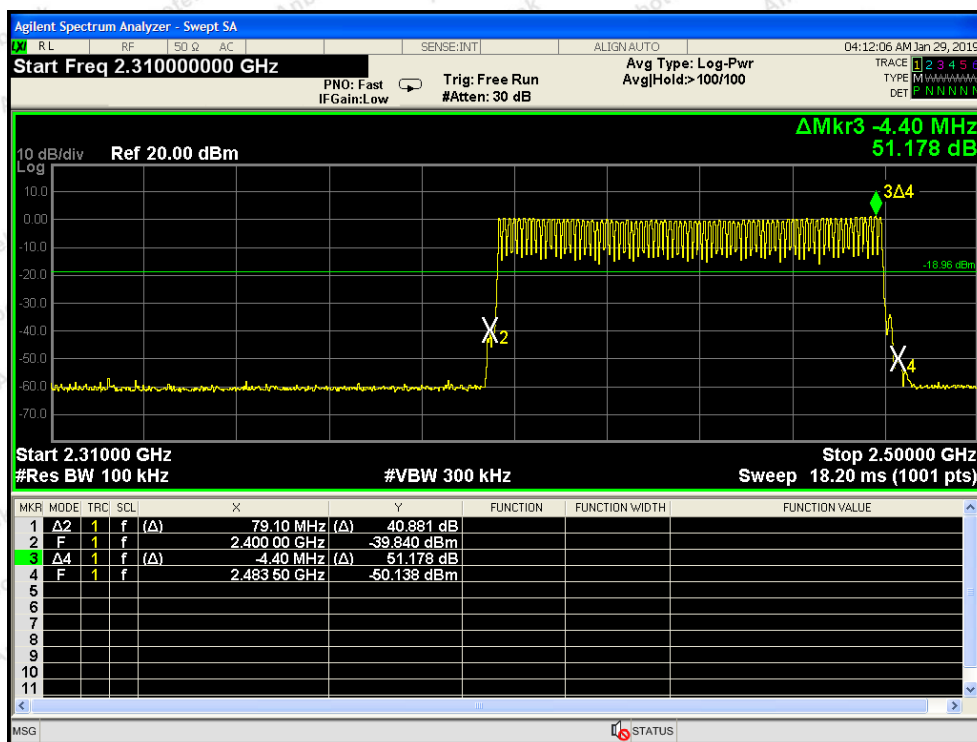 Agilent Spectrum Analyzer - Swept SA
LXI RL RF 50 Ω AC SENSE:INT ALIGN AUTO 04:12:06 AM Jan 29, 2019
Start Freq 2.310000000 GHz Avg Type: Log-Pwr TRACE 1 2 3 4 5 6
PNO: Fast Trig: Free Run Avg|Hold:>100/100 TYPE MWWWWW
IFGain:Low #Atten: 30 dB DET P N N N N N
ΔMkr3 -4.40 MHz
10 dB/div Ref 20.00 dBm 51.178 dB
Log
10.0
3Δ4
0.00
-10.0
-18.96 dBm
-20.0
-30.0
-40.0
2
-50.0
4
-60.0
-70.0
Start 2.31000 GHz Stop 2.50000 GHz
#Res BW 100 kHz #VBW 300 kHz Sweep 18.20 ms (1001 pts)
MKR MODE TRC SCL X Y FUNCTION FUNCTION WIDTH FUNCTION VALUE
1 Δ2 1 f (Δ) 79.10 MHz (Δ) 40.881 dB
2 F 1 f 2.400 00 GHz -39.840 dBm
3 Δ4 1 f (Δ) -4.40 MHz (Δ) 51.178 dB
4 F 1 f 2.483 50 GHz -50.138 dBm
5
6
7
8
9
10
11
MSG STATUS